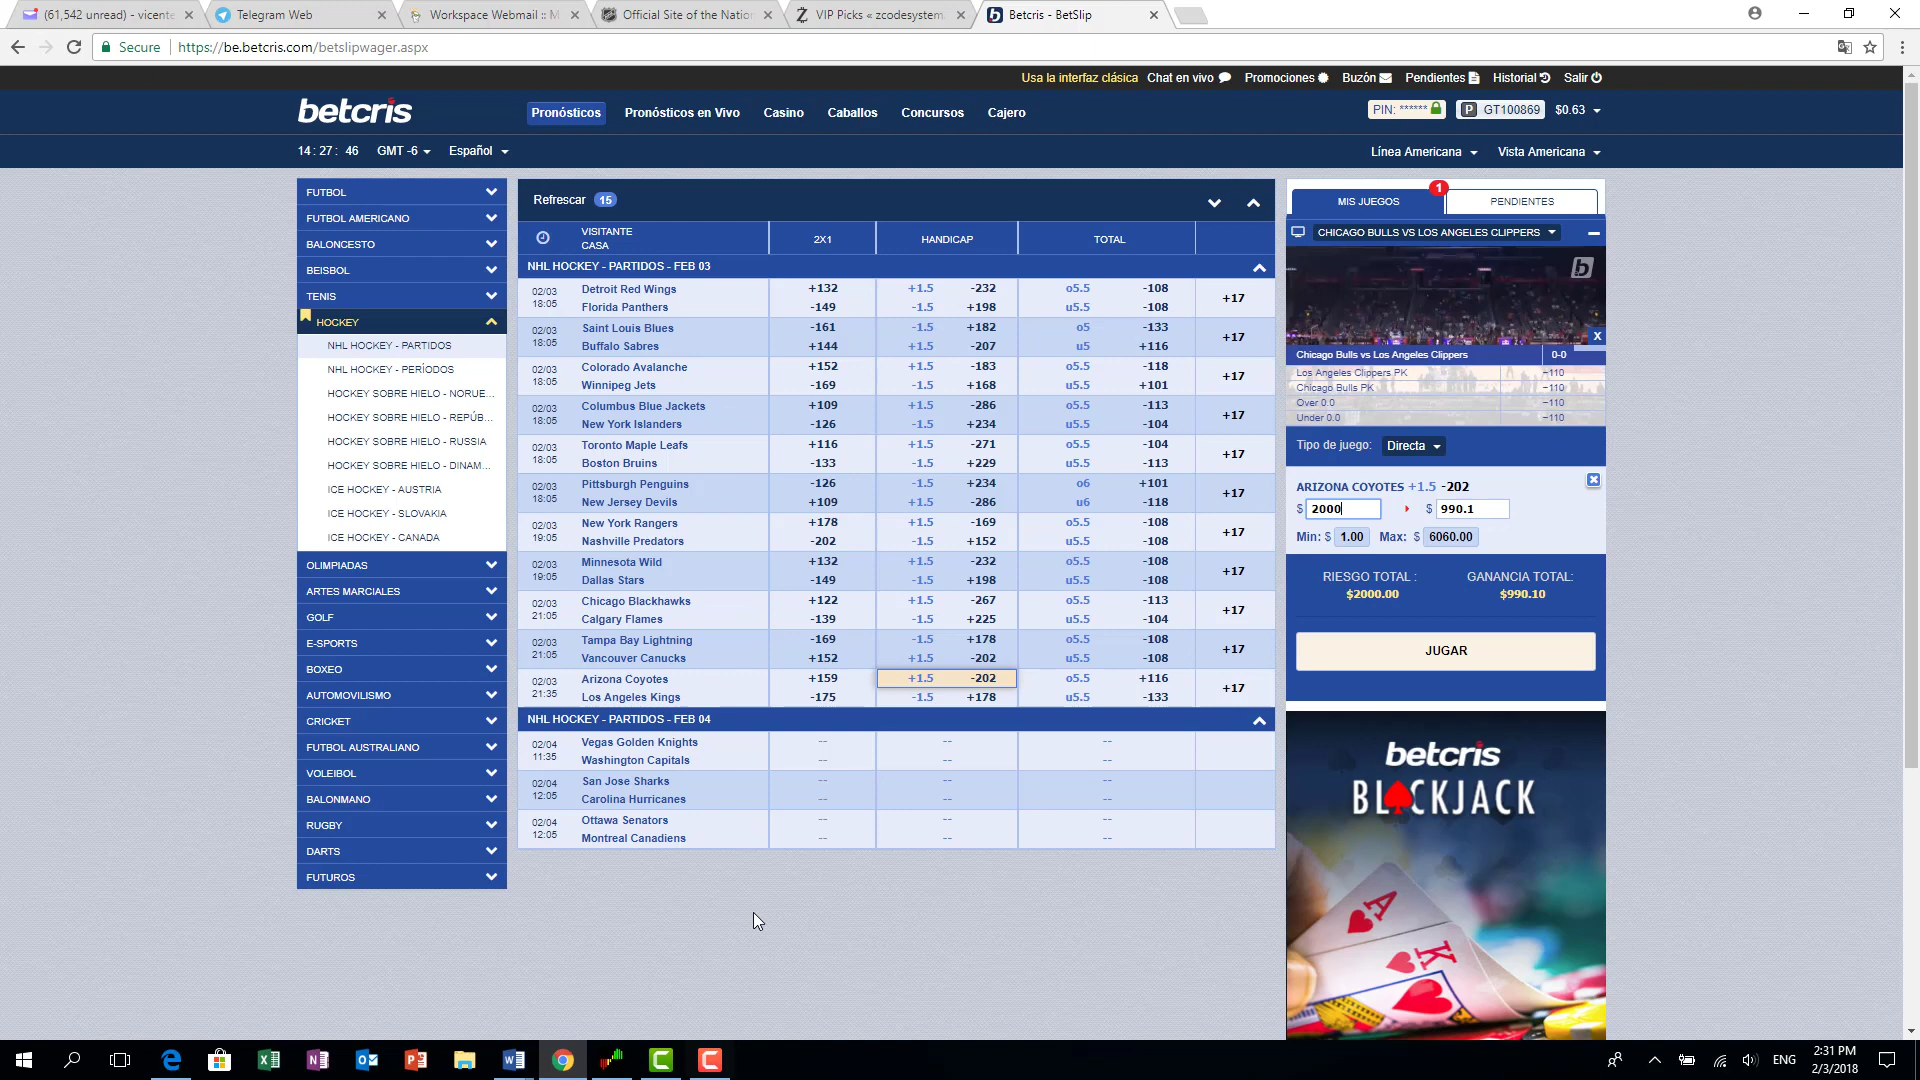 (61,542 unread) - vicente
Telegram Web
Workspace Webmail :: M
Official Site of the Nation
VIP Picks « zcodesystem.
Betcris - BetSlip
Secure https://be.betcris.com/betslipwager.aspx
Usa la interfaz clásica Chat en vivo Promociones Buzón Pendientes Historial Salir
betcris
Pronósticos Pronósticos en Vivo Casino Caballos Concursos Cajero
PIN: ****** P GT100869 $0.63
14 : 27 : 46 GMT -6 Español
Línea Americana Vista Americana
FUTBOL
FUTBOL AMERICANO
BALONCESTO
BEISBOL
TENIS
HOCKEY
NHL HOCKEY - PARTIDOS
NHL HOCKEY - PERÍODOS
HOCKEY SOBRE HIELO - NORUE...
HOCKEY SOBRE HIELO - REPÚB...
HOCKEY SOBRE HIELO - RUSSIA
HOCKEY SOBRE HIELO - DINAM...
ICE HOCKEY - AUSTRIA
ICE HOCKEY - SLOVAKIA
ICE HOCKEY - CANADA
OLIMPIADAS
ARTES MARCIALES
GOLF
E-SPORTS
BOXEO
AUTOMOVILISMO
CRICKET
FUTBOL AUSTRALIANO
VOLEIBOL
BALONMANO
RUGBY
DARTS
FUTUROS
Refrescar 15
VISITANTE
CASA
2X1 HANDICAP TOTAL
NHL HOCKEY - PARTIDOS - FEB 03
02/03 18:05 +17
Detroit Red Wings +132 +1.5 -232 o5.5 -108
Florida Panthers -149 -1.5 +198 u5.5 -108
02/03 18:05 +17
Saint Louis Blues -161 -1.5 +182 o5 -133
Buffalo Sabres +144 +1.5 -207 u5 +116
02/03 18:05 +17
Colorado Avalanche +152 +1.5 -183 o5.5 -118
Winnipeg Jets -169 -1.5 +168 u5.5 +101
02/03 18:05 +17
Columbus Blue Jackets +109 +1.5 -286 o5.5 -113
New York Islanders -126 -1.5 +234 u5.5 -104
02/03 18:05 +17
Toronto Maple Leafs +116 +1.5 -271 o5.5 -104
Boston Bruins -133 -1.5 +229 u5.5 -113
02/03 18:05 +17
Pittsburgh Penguins -126 -1.5 +234 o6 +101
New Jersey Devils +109 +1.5 -286 u6 -118
02/03 19:05 +17
New York Rangers +178 +1.5 -169 o5.5 -108
Nashville Predators -202 -1.5 +152 u5.5 -108
02/03 19:05 +17
Minnesota Wild +132 +1.5 -232 o5.5 -108
Dallas Stars -149 -1.5 +198 u5.5 -108
02/03 21:05 +17
Chicago Blackhawks +122 +1.5 -267 o5.5 -113
Calgary Flames -139 -1.5 +225 u5.5 -104
02/03 21:05 +17
Tampa Bay Lightning -169 -1.5 +178 o5.5 -108
Vancouver Canucks +152 +1.5 -202 u5.5 -108
02/03 21:35 +17
Arizona Coyotes +159 +1.5 -202 o5.5 +116
Los Angeles Kings -175 -1.5 +178 u5.5 -133
NHL HOCKEY - PARTIDOS - FEB 04
02/04 11:35
Vegas Golden Knights -- -- --
Washington Capitals -- -- --
02/04 12:05
San Jose Sharks -- -- --
Carolina Hurricanes -- -- --
02/04 12:05
Ottawa Senators -- -- --
Montreal Canadiens -- -- --
MIS JUEGOS 1 PENDIENTES
CHICAGO BULLS VS LOS ANGELES CLIPPERS
b
X
Chicago Bulls vs Los Angeles Clippers 0-0
Los Angeles Clippers PK −110
Chicago Bulls PK −110
Over 0.0 −110
Under 0.0 −110
Tipo de juego: Directa
ARIZONA COYOTES +1.5 -202
$ 2000 $ 990.1
Min: $ 1.00 Max: $ 6060.00
RIESGO TOTAL : GANANCIA TOTAL:
$2000.00 $990.10
JUGAR
betcris
BLACKJACK
A
K
ENG
2:31 PM
2/3/2018